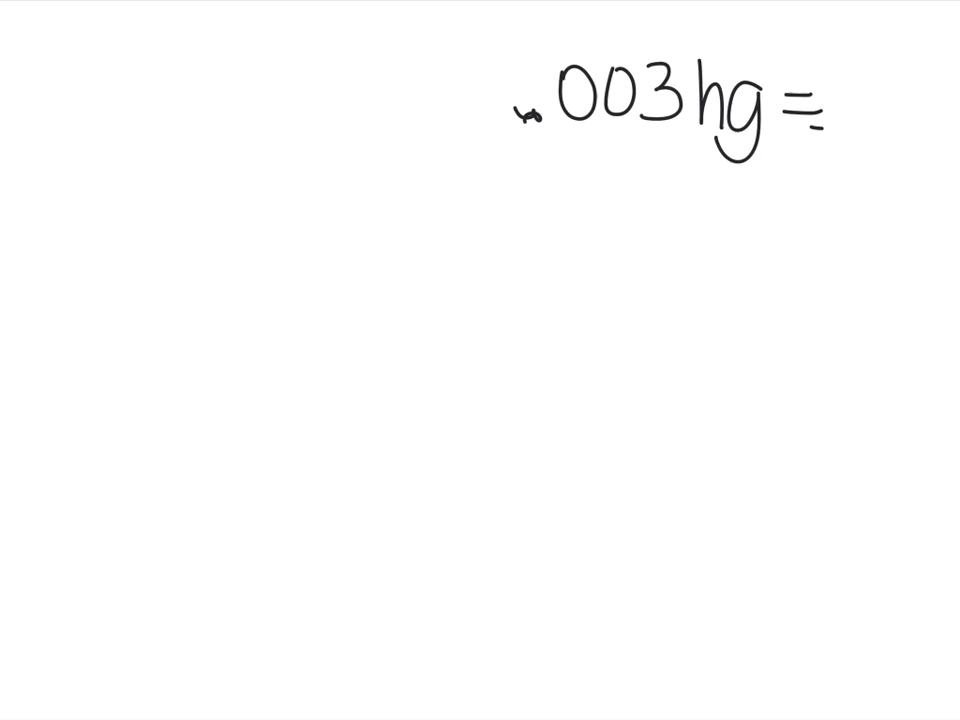 .003hg =